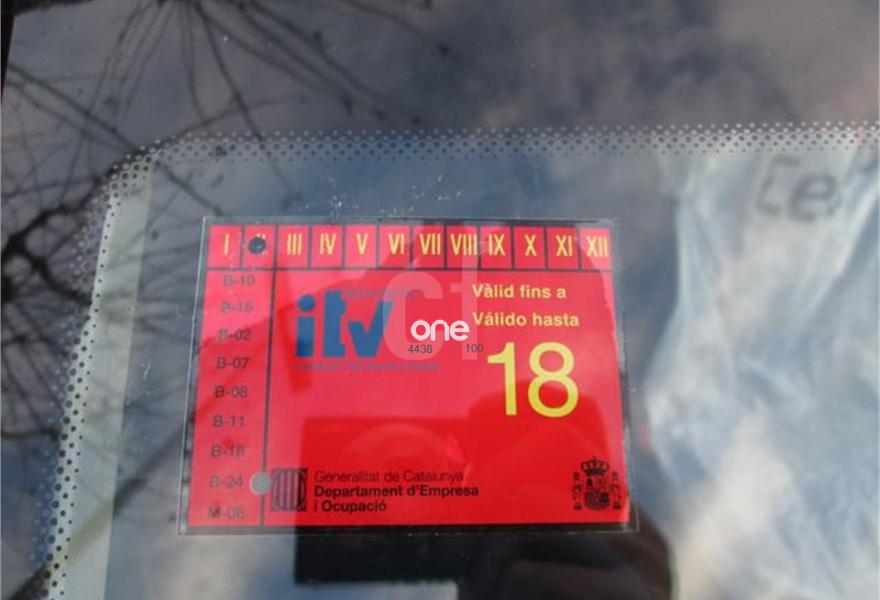 I III IV V VI VII VIII IX X XI XII
B-10
B-15
B-02
B-07
B-08
B-11
B-18
B-24
M-08
itv
Vàlid fins a
Válido hasta
18
Generalitat de Catalunya
Departament d'Empresa
i Ocupació
cf
one
4438 100